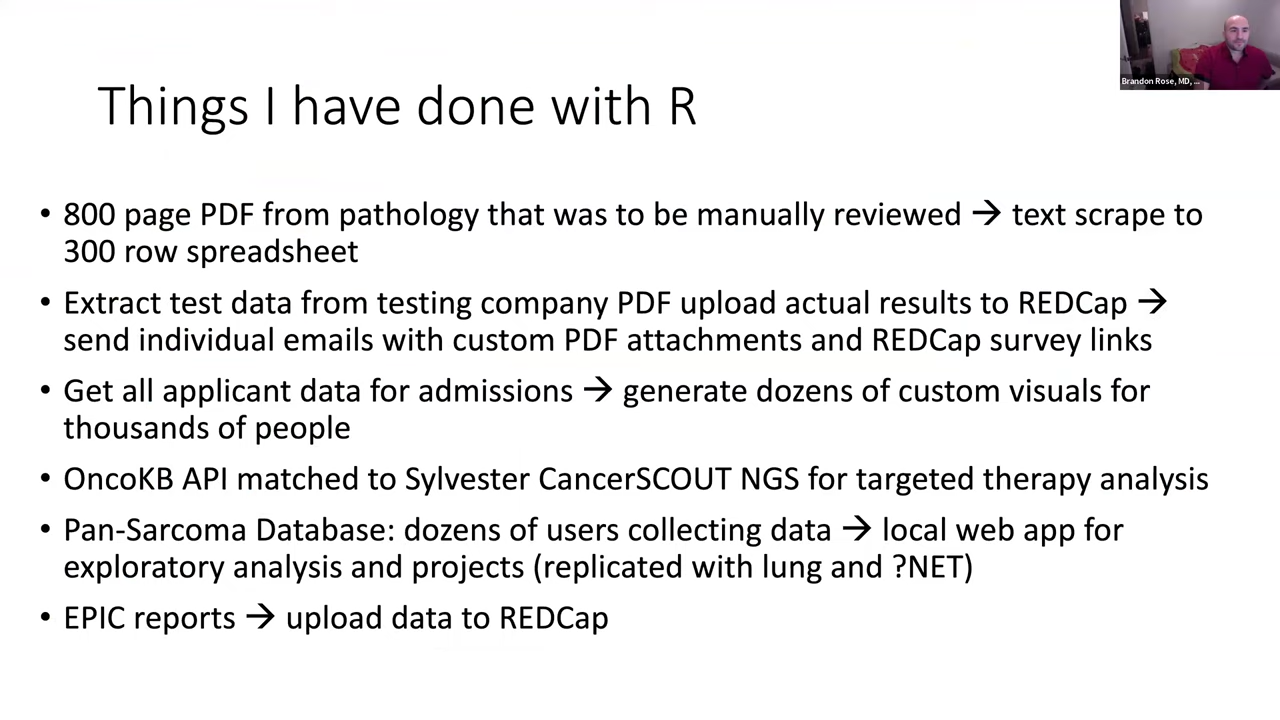 Brandon Rose, MD, ...
Things I have done with R
• 800 page PDF from pathology that was to be manually reviewed → text scrape to
300 row spreadsheet
• Extract test data from testing company PDF upload actual results to REDCap →
send individual emails with custom PDF attachments and REDCap survey links
• Get all applicant data for admissions → generate dozens of custom visuals for
thousands of people
• OncoKB API matched to Sylvester CancerSCOUT NGS for targeted therapy analysis
• Pan-Sarcoma Database: dozens of users collecting data → local web app for
exploratory analysis and projects (replicated with lung and ?NET)
• EPIC reports → upload data to REDCap